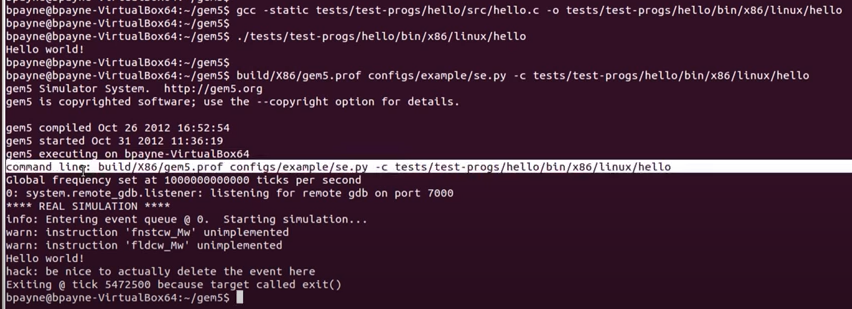 bpayne@bpayne-VirtualBox64:~/gem5$
bpayne@bpayne-VirtualBox64:~/gem5$ gcc -static tests/test-progs/hello/src/hello.c -o tests/test-progs/hello/bin/x86/linux/hello
bpayne@bpayne-VirtualBox64:~/gem5$
bpayne@bpayne-VirtualBox64:~/gem5$ ./tests/test-progs/hello/bin/x86/linux/hello
Hello world!
bpayne@bpayne-VirtualBox64:~/gem5$
bpayne@bpayne-VirtualBox64:~/gem5$ build/X86/gem5.prof configs/example/se.py -c tests/test-progs/hello/bin/x86/linux/hello
gem5 Simulator System.  http://gem5.org
gem5 is copyrighted software; use the --copyright option for details.
gem5 compiled Oct 26 2012 16:52:54
gem5 started Oct 31 2012 11:36:19
gem5 executing on bpayne-VirtualBox64
command line: build/X86/gem5.prof configs/example/se.py -c tests/test-progs/hello/bin/x86/linux/hello
Global frequency set at 1000000000000 ticks per second
0: system.remote_gdb.listener: listening for remote gdb on port 7000
**** REAL SIMULATION ****
info: Entering event queue @ 0.  Starting simulation...
warn: instruction 'fnstcw_Mw' unimplemented
warn: instruction 'fldcw_Mw' unimplemented
Hello world!
hack: be nice to actually delete the event here
Exiting @ tick 5472500 because target called exit()
bpayne@bpayne-VirtualBox64:~/gem5$